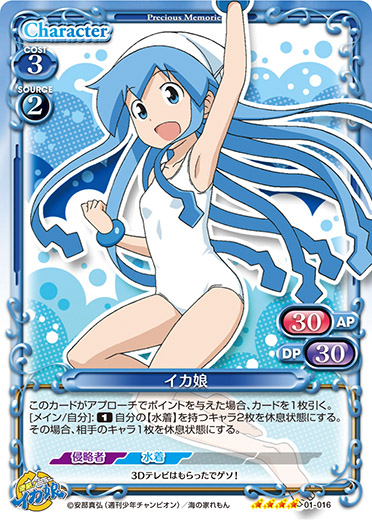 Precious Memories
Character
COST
3
SOURCE
2
30 AP
DP 30
イカ娘
このカードがアプローチでポイントを与えた場合、カードを1枚引く。
[メイン/自分]:1自分の【水着】を持つキャラ2枚を休息状態にする。
その場合、相手のキャラ1枚を休息状態にする。
侵略者 水着
3Dテレビはもらったでゲソ！
©安部真弘(週刊少年チャンピオン)／海の家れもん
01-016